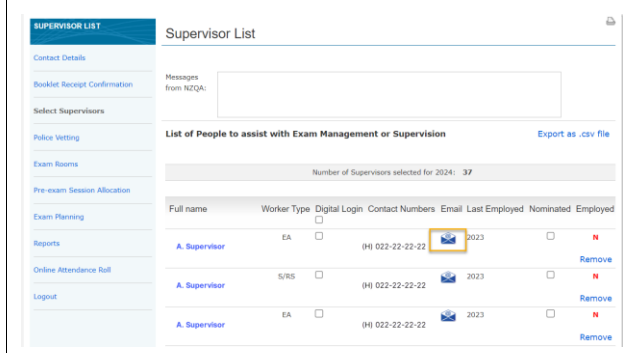 SUPERVISOR LIST
Contact Details
Booklet Receipt Confirmation
Select Supervisors
Police Vetting
Exam Rooms
Pre-exam Session Allocation
Exam Planning
Reports
Online Attendance Roll
Logout
Supervisor List
Messages
from NZQA:
List of People to assist with Exam Management or Supervision Export as .csv file
Number of Supervisors selected for 2024: 37
Full name Worker Type Digital Login Contact Numbers Email Last Employed Nominated Employed
EA 2023 N
A. Supervisor (H) 022-22-22-22
Remove
S/RS 2023 N
A. Supervisor (H) 022-22-22-22
Remove
EA 2023 N
A. Supervisor (H) 022-22-22-22
Remove